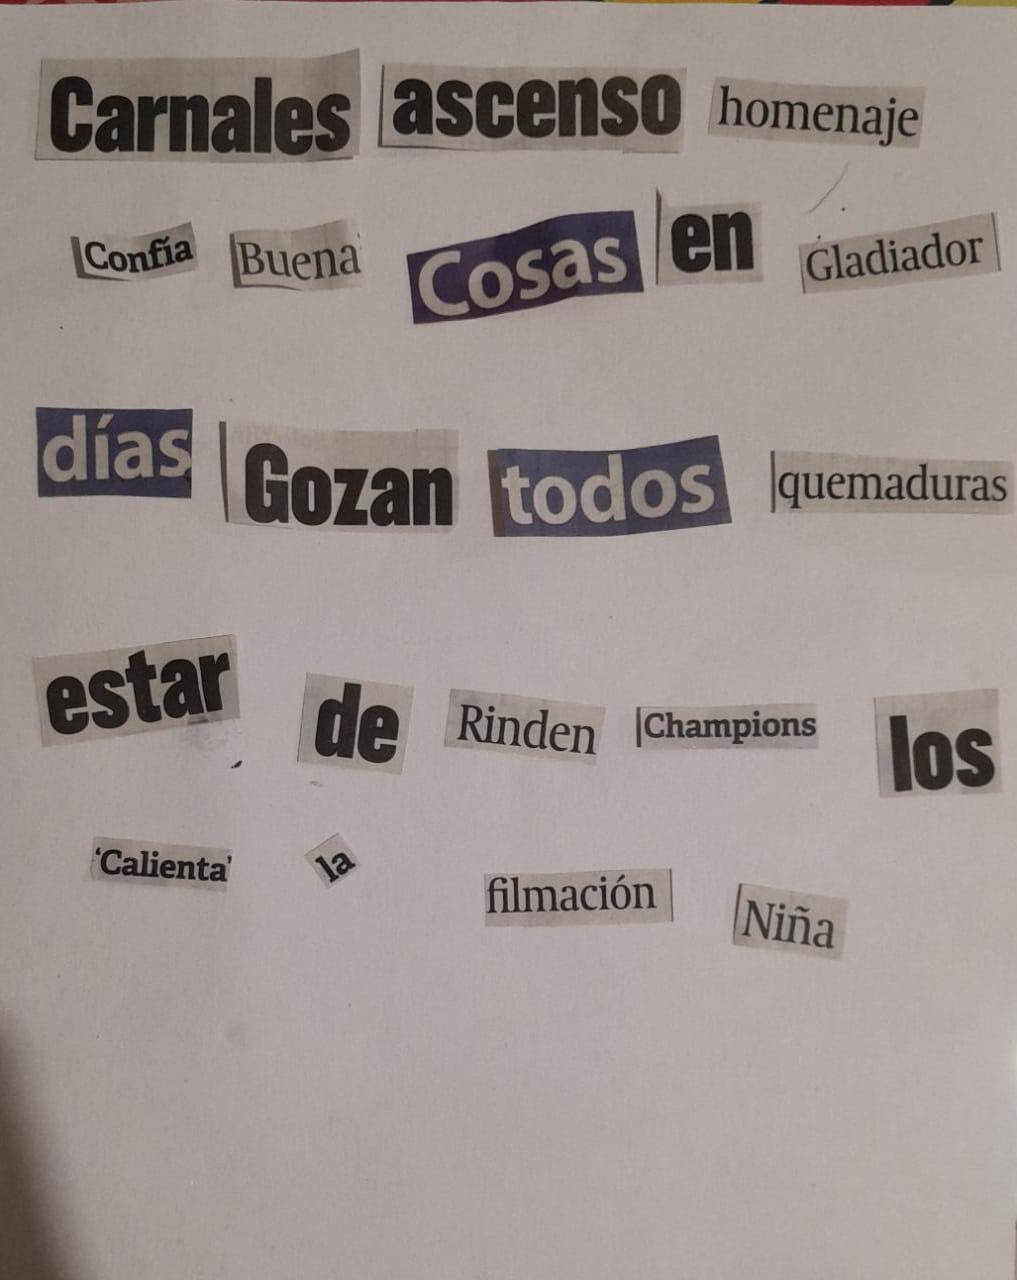 Carnales ascenso homenaje
Confía Buena Cosas en Gladiador
días Gozan todos quemaduras
estar de Rinden Champions los
'Calienta' la filmación Niña